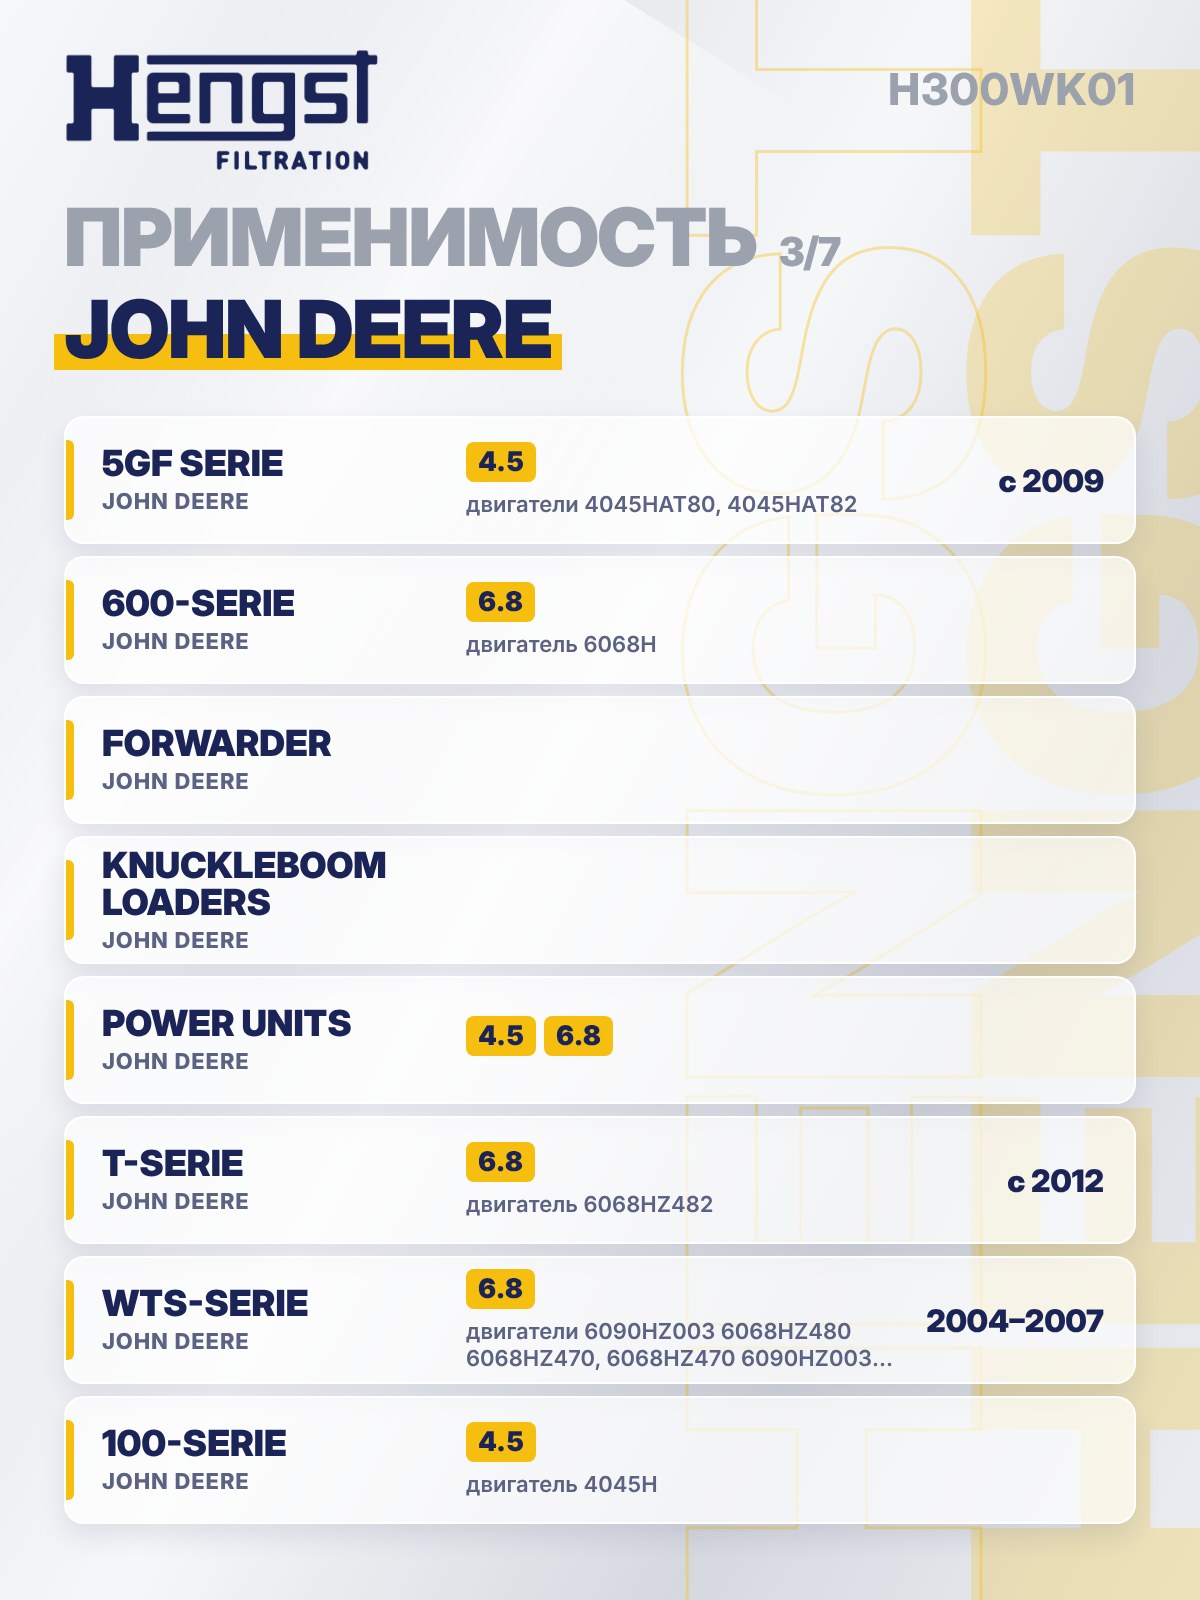 Hengst
FILTRATION
H300WK01
ПРИМЕНИМОСТЬ 3/7
JOHN DEERE
5GF SERIE
JOHN DEERE
4.5
двигатели 4045HAT80, 4045HAT82
с 2009
600-SERIE
JOHN DEERE
6.8
двигатель 6068H
FORWARDER
JOHN DEERE
KNUCKLEBOOM
LOADERS
JOHN DEERE
POWER UNITS
JOHN DEERE
4.5 6.8
T-SERIE
JOHN DEERE
6.8
двигатель 6068HZ482
с 2012
WTS-SERIE
JOHN DEERE
6.8
двигатели 6090HZ003 6068HZ480
6068HZ470, 6068HZ470 6090HZ003...
2004–2007
100-SERIE
JOHN DEERE
4.5
двигатель 4045H
HENGST
HENGST